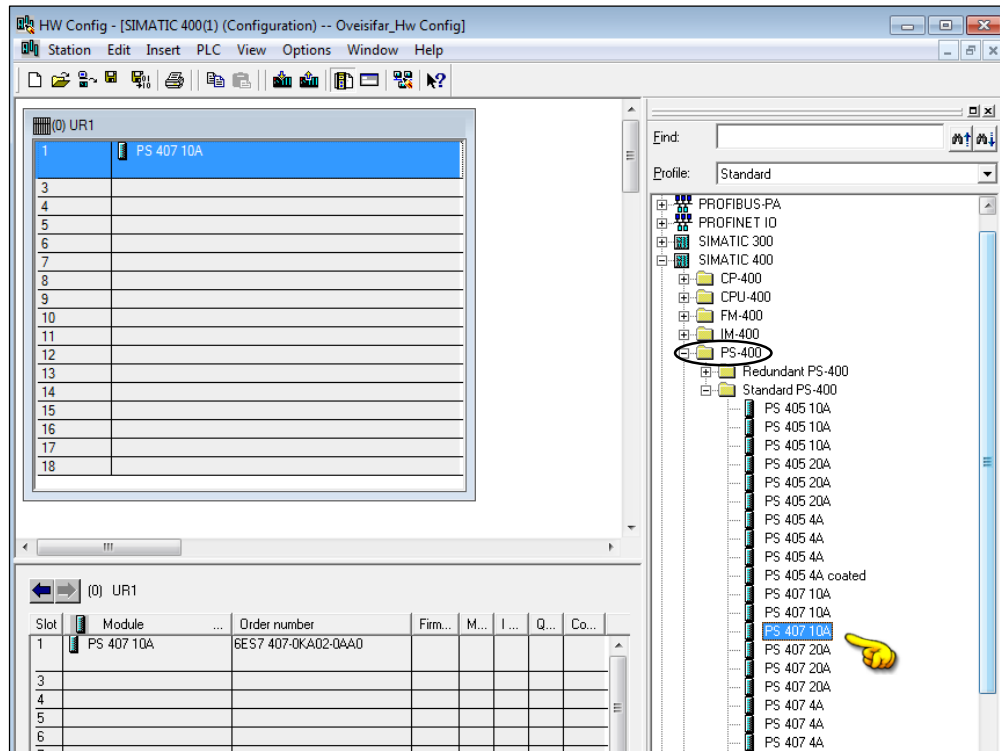 HW Config - [SIMATIC 400(1) (Configuration) -- Oveisifar_Hw Config]
Station Edit Insert PLC View Options Window Help
(0) UR1
1 PS 407 10A
3
4
5
6
7
8
9
10
11
12
13
14
15
16
17
18
Find:
Profile: Standard
PROFIBUS-PA
PROFINET IO
SIMATIC 300
SIMATIC 400
CP-400
CPU-400
FM-400
IM-400
PS-400
Redundant PS-400
Standard PS-400
PS 405 10A
PS 405 10A
PS 405 10A
PS 405 20A
PS 405 20A
PS 405 20A
PS 405 4A
PS 405 4A
PS 405 4A
PS 405 4A coated
PS 407 10A
PS 407 10A
PS 407 10A
PS 407 20A
PS 407 20A
PS 407 20A
PS 407 4A
PS 407 4A
PS 407 4A
(0) UR1
Slot Module ... Order number Firm... M... I ... Q... Co...
1 PS 407 10A 6ES7 407-0KA02-0AA0
3
4
5
6